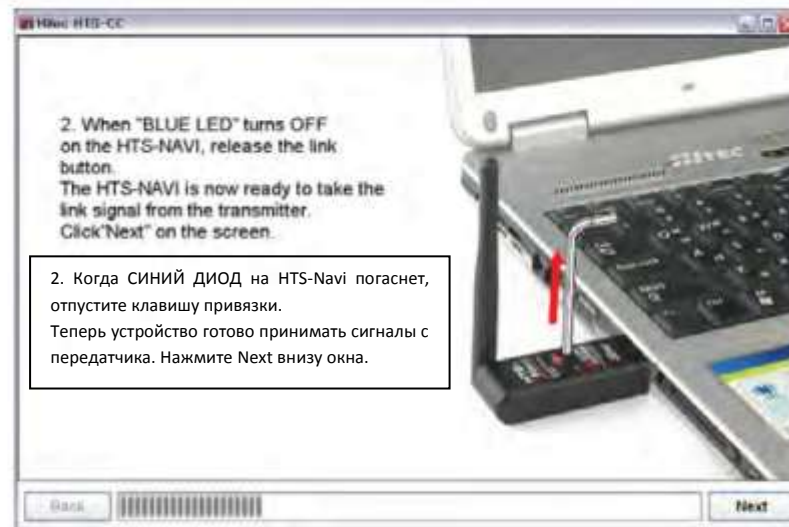 Hitec HTS-CC
2. When "BLUE LED" turns OFF
on the HTS-NAVI, release the link
button.
The HTS-NAVI is now ready to take the
link signal from the transmitter.
Click"Next" on the screen.
2. Когда СИНИЙ ДИОД на HTS-Navi погаснет,
отпустите клавишу привязки.
Теперь устройство готово принимать сигналы с
передатчика. Нажмите Next внизу окна.
HITEC
Back
Next